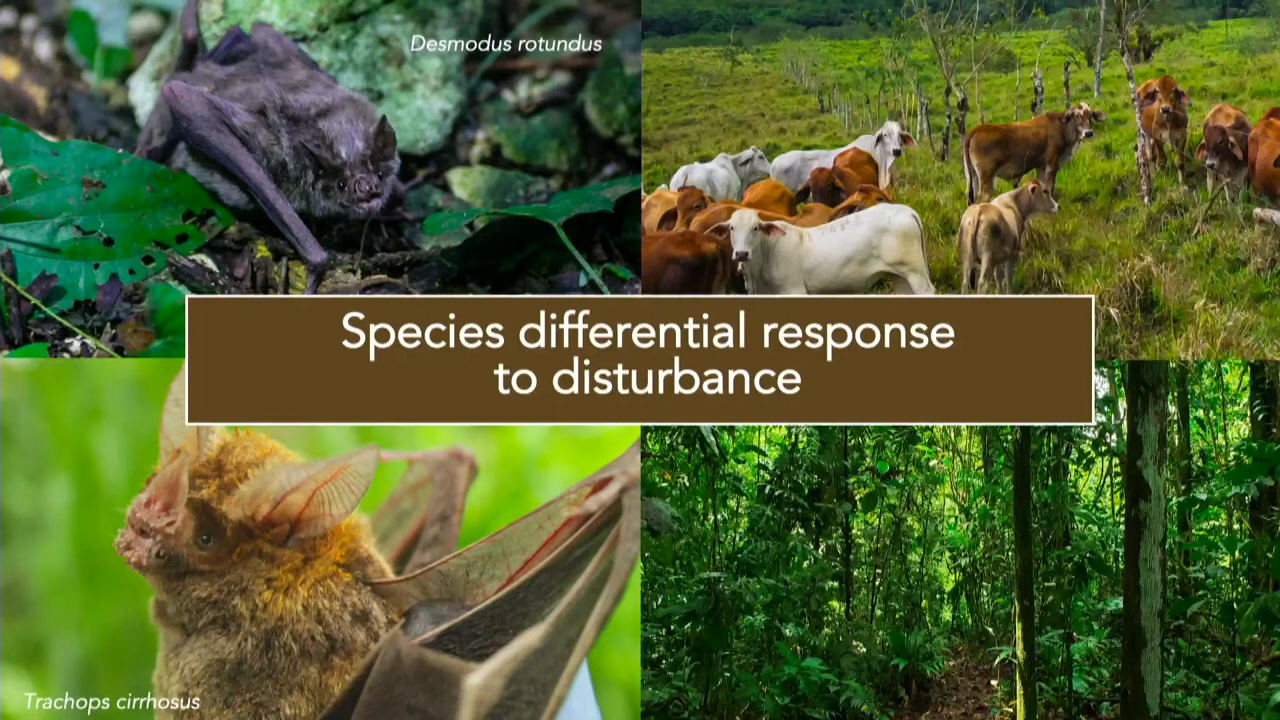 Desmodus rotundus
Species differential response
to disturbance
Trachops cirrhosus